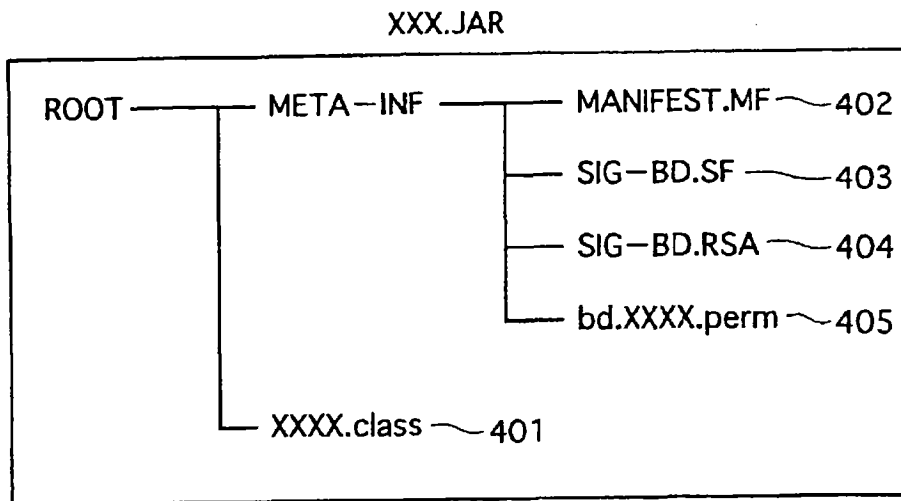 XXX.JAR
ROOT META-INF MANIFEST.MF 402
SIG-BD.SF 403
SIG-BD.RSA 404
bd.XXXX.perm 405
XXXX.class 401